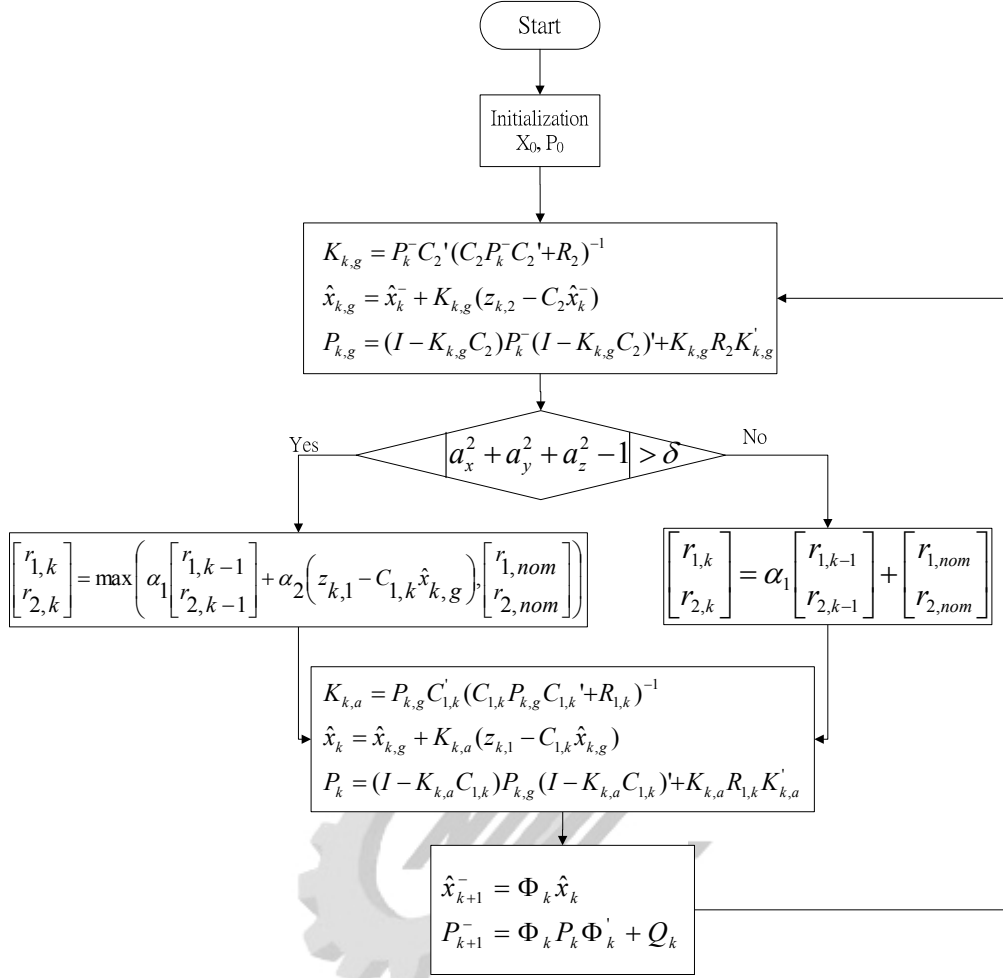 Start
Initialization
X₀, P₀
K_{k,g} = P_k^- C_2' (C_2 P_k^- C_2' + R_2)^{-1}
x̂_{k,g} = x̂_k^- + K_{k,g} (z_{k,2} − C_2 x̂_k^-)
P_{k,g} = (I − K_{k,g} C_2) P_k^- (I − K_{k,g} C_2)' + K_{k,g} R_2 K'_{k,g}
|a_x^2 + a_y^2 + a_z^2 − 1| > δ
Yes
No
[r_{1,k}; r_{2,k}] = max(α_1 [r_{1,k−1}; r_{2,k−1}] + α_2 (z_{k,1} − C_{1,k} x̂_{k,g}), [r_{1,nom}; r_{2,nom}])
[r_{1,k}; r_{2,k}] = α_1 [r_{1,k−1}; r_{2,k−1}] + [r_{1,nom}; r_{2,nom}]
K_{k,a} = P_{k,g} C'_{1,k} (C_{1,k} P_{k,g} C_{1,k}' + R_{1,k})^{-1}
x̂_k = x̂_{k,g} + K_{k,a} (z_{k,1} − C_{1,k} x̂_{k,g})
P_k = (I − K_{k,a} C_{1,k}) P_{k,g} (I − K_{k,a} C_{1,k})' + K_{k,a} R_{1,k} K'_{k,a}
x̂_{k+1}^- = Φ_k x̂_k
P_{k+1}^- = Φ_k P_k Φ_k' + Q_k